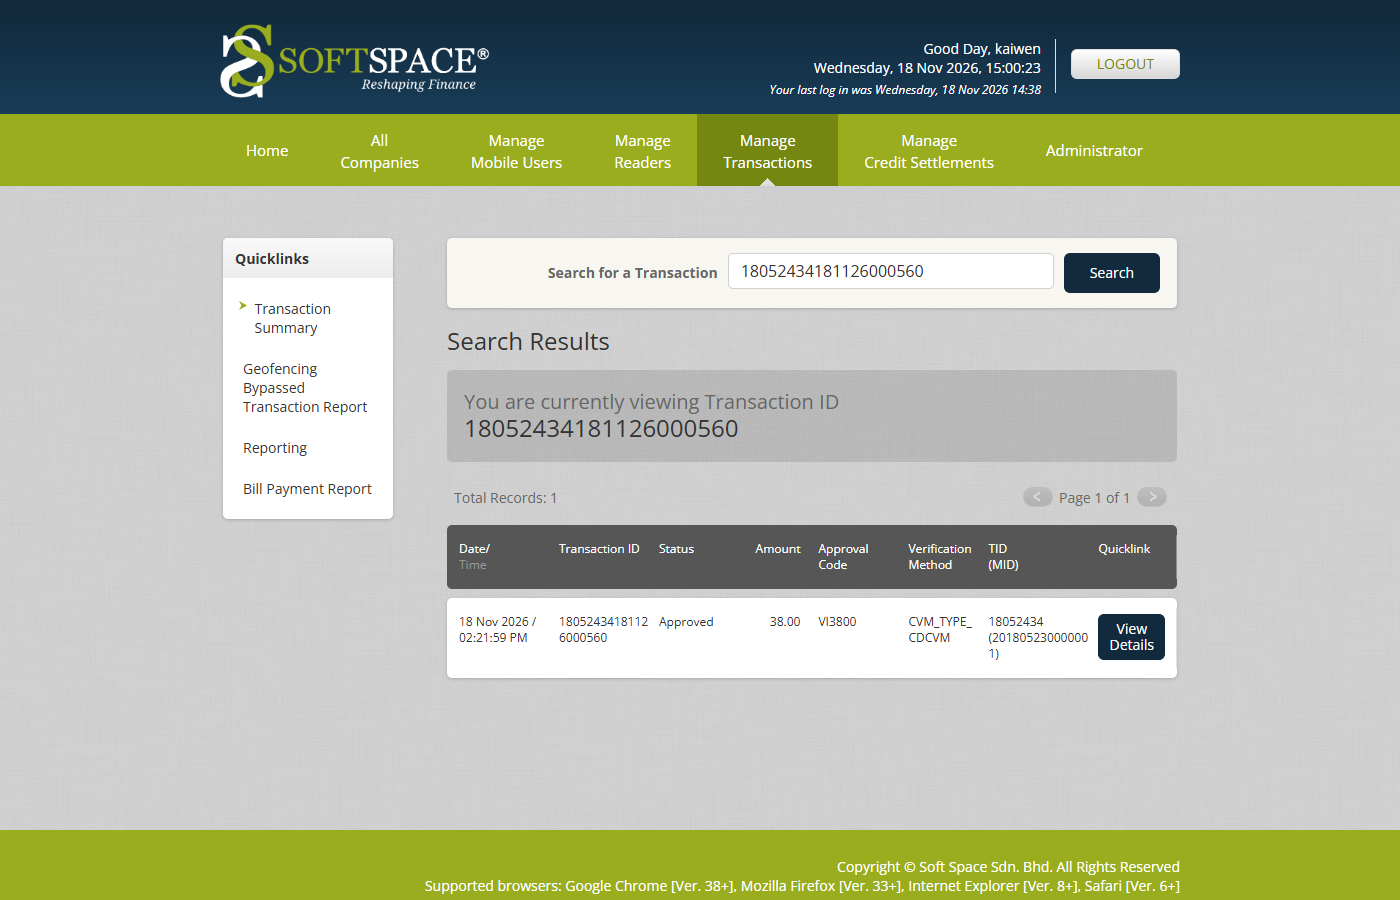 SOFTSPACE®
Reshaping Finance
Good Day, kaiwen
Wednesday, 18 Nov 2026, 15:00:23
Your last log in was Wednesday, 18 Nov 2026 14:38
LOGOUT
Home
All
Companies
Manage
Mobile Users
Manage
Readers
Manage
Transactions
Manage
Credit Settlements
Administrator
Quicklinks
Transaction
Summary
Geofencing
Bypassed
Transaction Report
Reporting
Bill Payment Report
Search for a Transaction
18052434181126000560
Search
Search Results
You are currently viewing Transaction ID
18052434181126000560
Total Records: 1
< Page 1 of 1 >
Date/
Time
Transaction ID
Status
Amount
Approval
Code
Verification
Method
TID
(MID)
Quicklink
18 Nov 2026 /
02:21:59 PM
1805243418112
6000560
Approved
38.00
VI3800
CVM_TYPE_
CDCVM
18052434
(20180523000000
1)
View
Details
Copyright © Soft Space Sdn. Bhd. All Rights Reserved
Supported browsers: Google Chrome [Ver. 38+], Mozilla Firefox [Ver. 33+], Internet Explorer [Ver. 8+], Safari [Ver. 6+]